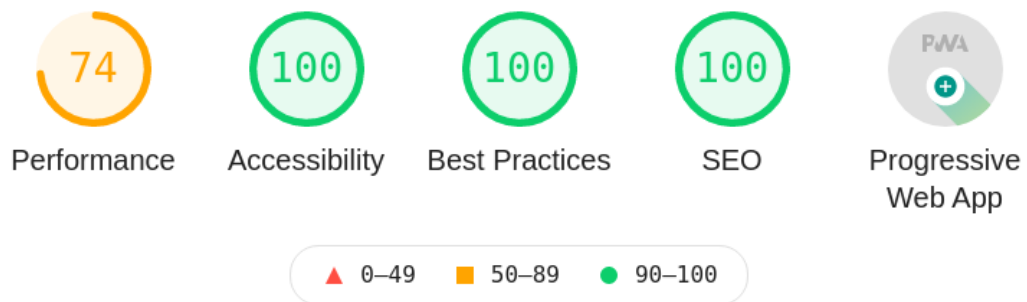 74
100
100
100
PWA
Performance
Accessibility
Best Practices
SEO
Progressive
Web App
0–49
50–89
90–100